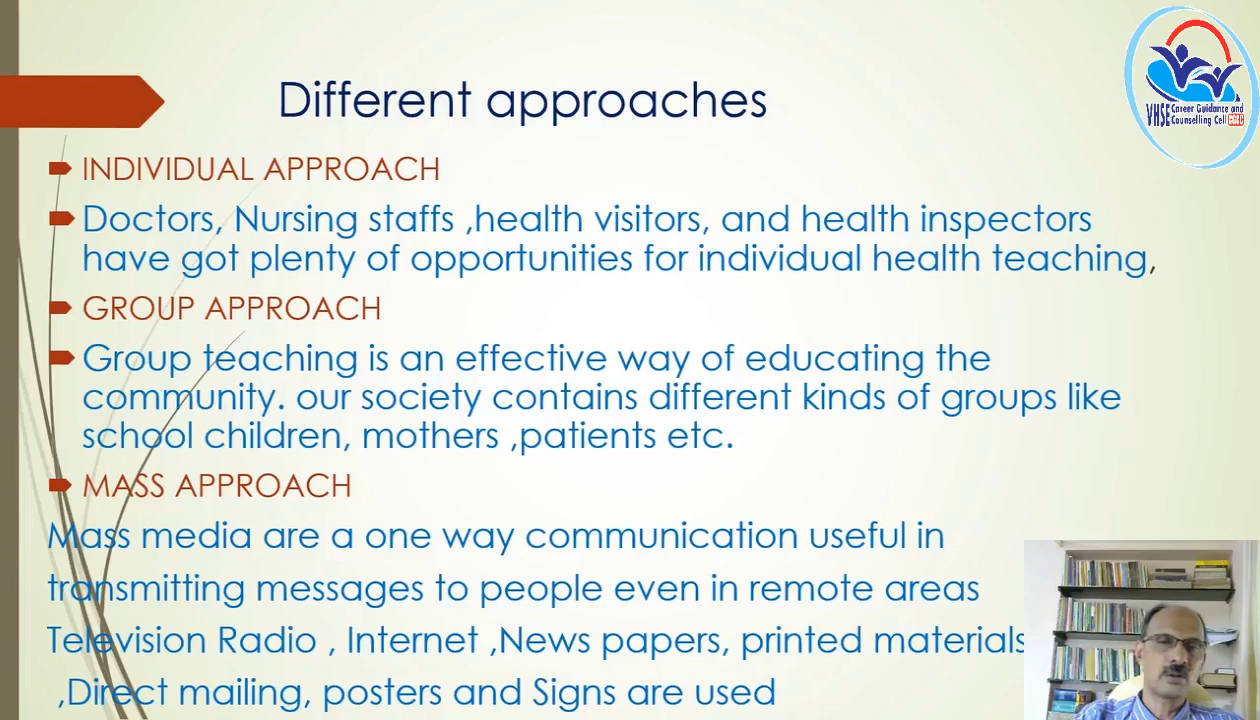 Different approaches
VHSE Career Guidance and
Counselling Cell CGCC
INDIVIDUAL APPROACH
Doctors, Nursing staffs ,health visitors, and health inspectors
have got plenty of opportunities for individual health teaching,
GROUP APPROACH
Group teaching is an effective way of educating the
community. our society contains different kinds of groups like
school children, mothers ,patients etc.
MASS APPROACH
Mass media are a one way communication useful in
transmitting messages to people even in remote areas
Television Radio , Internet ,News papers, printed materials
,Direct mailing, posters and Signs are used